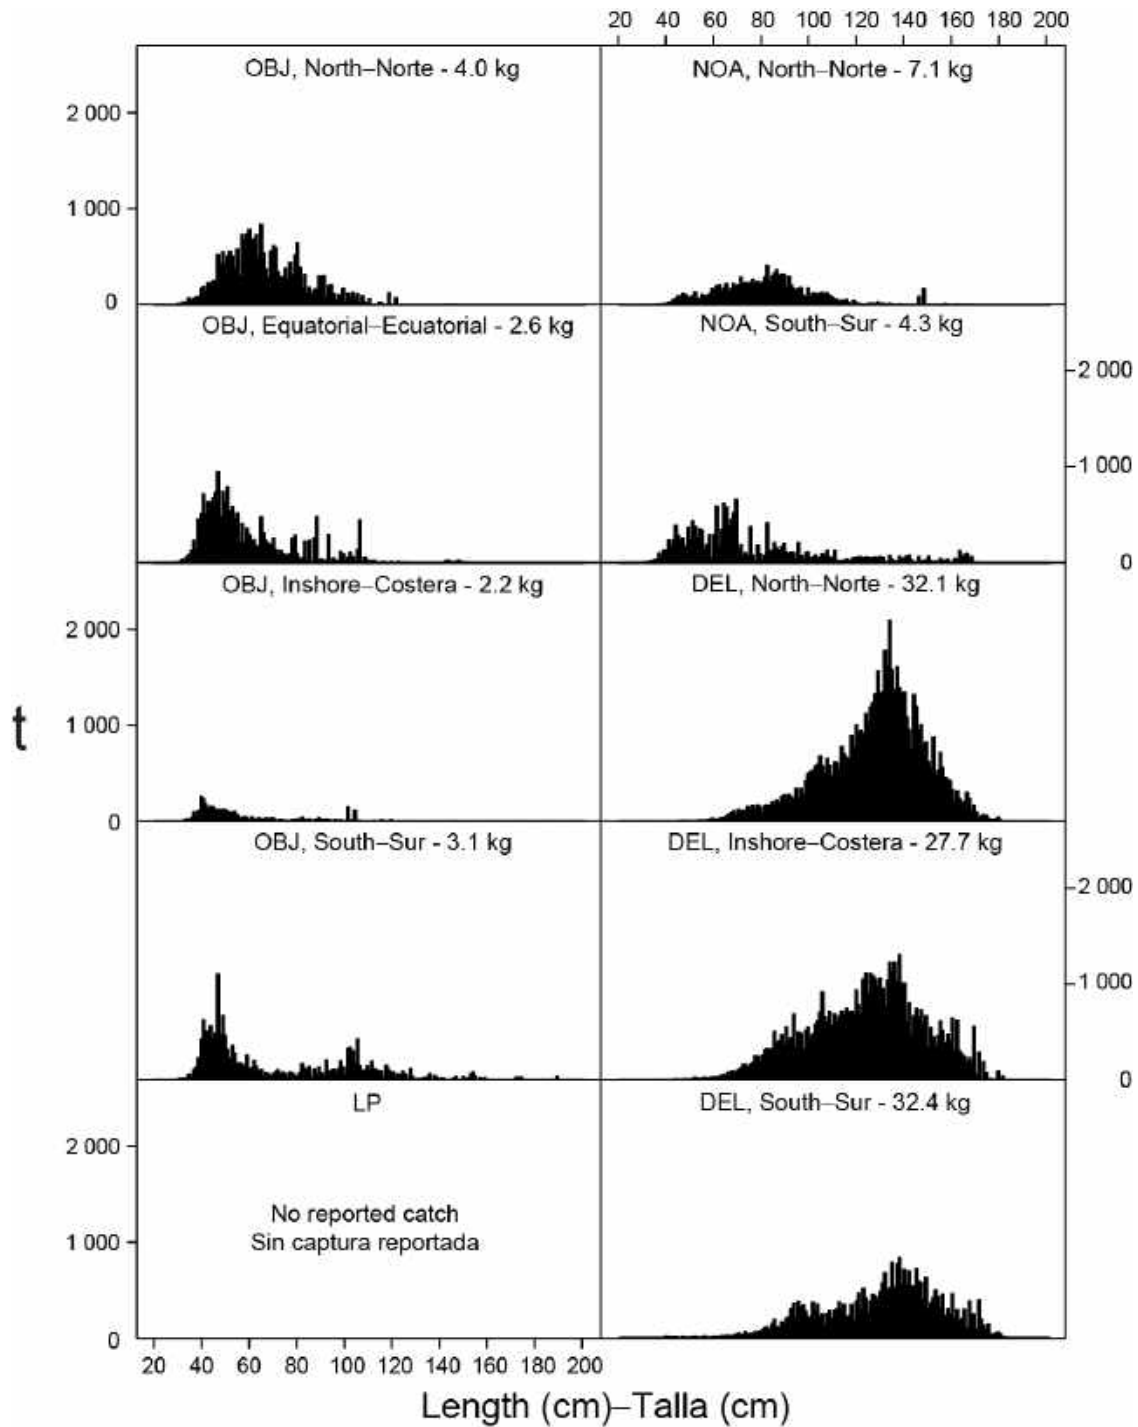 20 40 60 80 100 120 140 160 180 200
OBJ, North–Norte - 4.0 kg
2 000
1 000
0
NOA, North–Norte - 7.1 kg
OBJ, Equatorial–Ecuatorial - 2.6 kg
NOA, South–Sur - 4.3 kg
2 000
1 000
0
OBJ, Inshore–Costera - 2.2 kg
2 000
1 000
0
DEL, North–Norte - 32.1 kg
t
OBJ, South–Sur - 3.1 kg
DEL, Inshore–Costera - 27.7 kg
2 000
1 000
0
LP
No reported catch
Sin captura reportada
2 000
1 000
0
DEL, South–Sur - 32.4 kg
20 40 60 80 100 120 140 160 180 200
Length (cm)–Talla (cm)